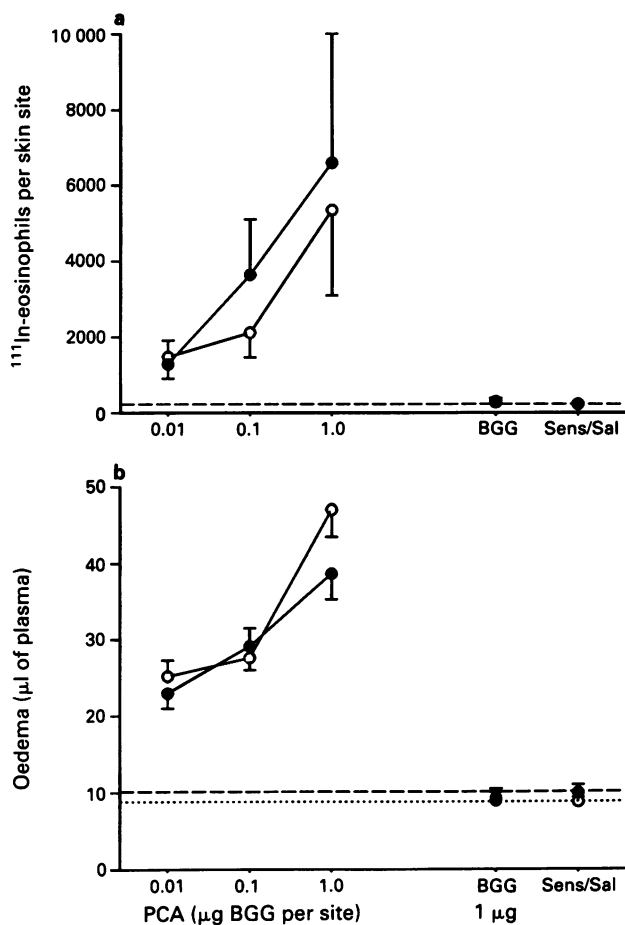 a
10 000
8000
6000
4000
2000
0
¹¹¹In-eosinophils per skin site
0.01 0.1 1.0 BGG Sens/Sal
b
50
40
30
20
10
0
Oedema (μl of plasma)
0.01 0.1 1.0 BGG Sens/Sal
PCA (μg BGG per site) 1 μg